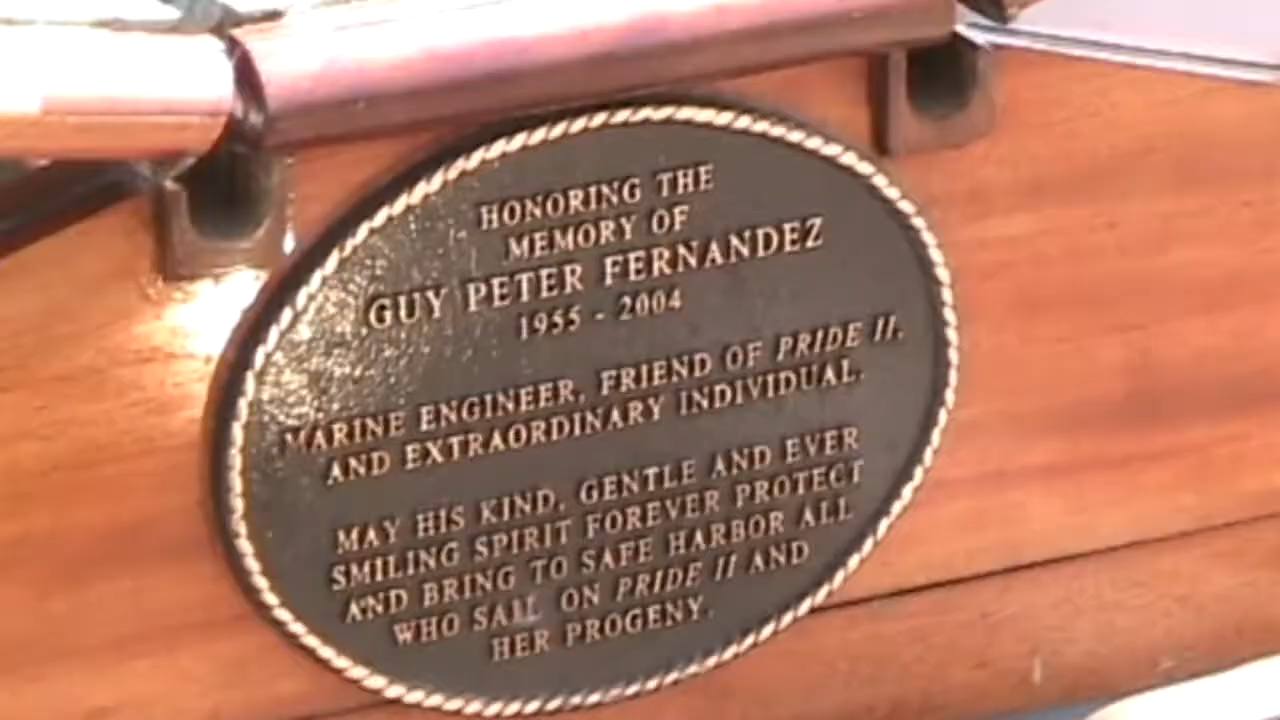 HONORING THE
MEMORY OF
GUY PETER FERNANDEZ
1955 - 2004
MARINE ENGINEER, FRIEND OF PRIDE II,
AND EXTRAORDINARY INDIVIDUAL.
MAY HIS KIND, GENTLE AND EVER
SMILING SPIRIT FOREVER PROTECT
AND BRING TO SAFE HARBOR ALL
WHO SAIL ON PRIDE II AND
HER PROGENY.